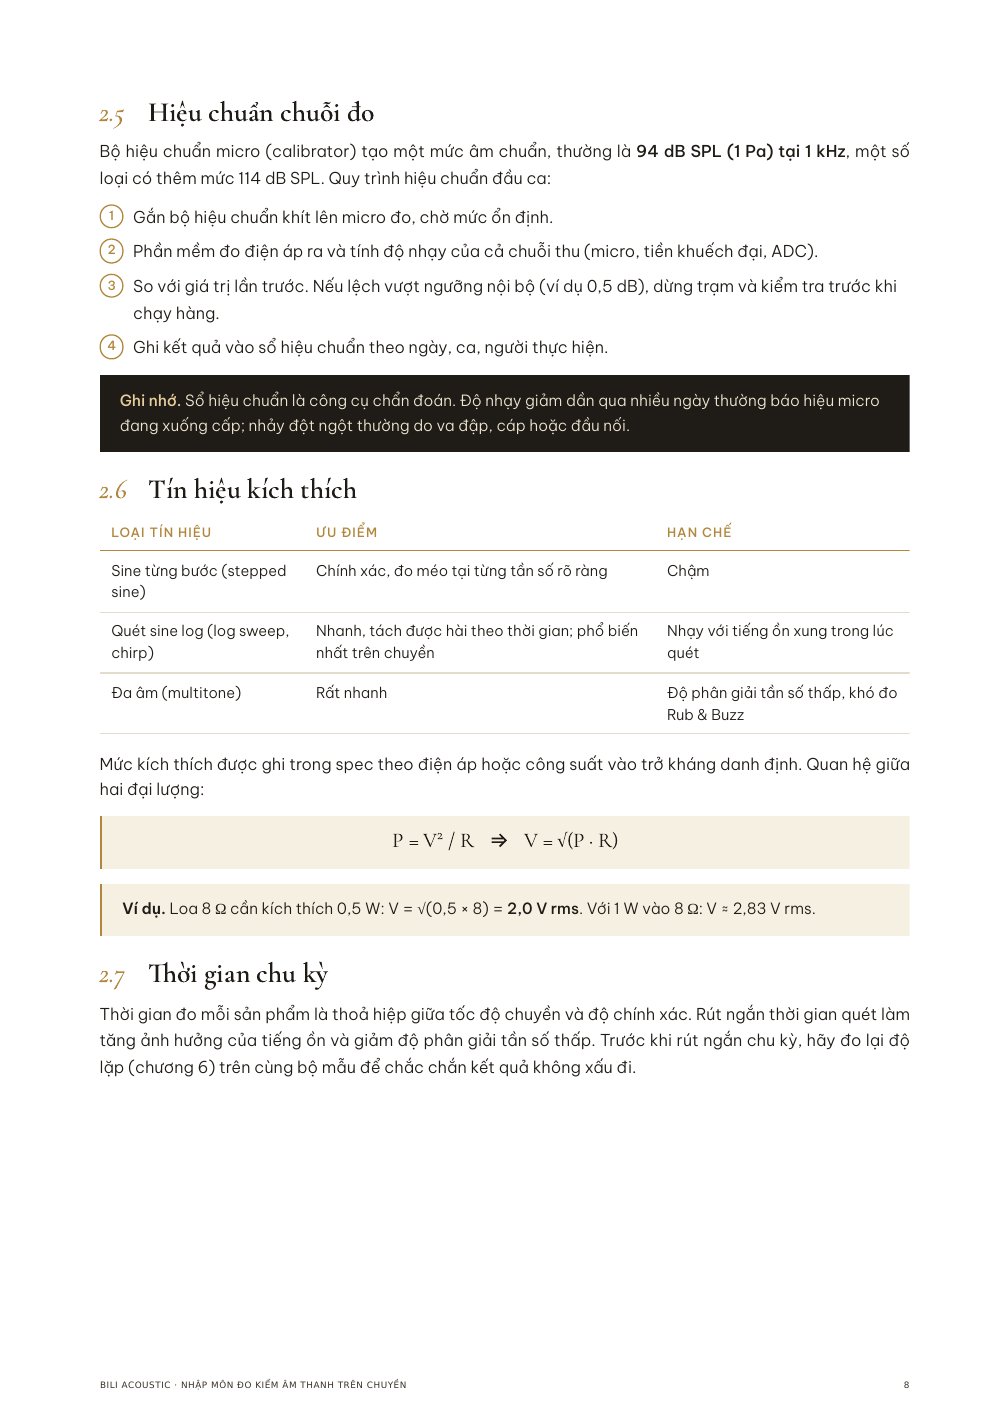 2.5 Hiệu chuẩn chuỗi đo
Bộ hiệu chuẩn micro (calibrator) tạo một mức âm chuẩn, thường là 94 dB SPL (1 Pa) tại 1 kHz, một số
loại có thêm mức 114 dB SPL. Quy trình hiệu chuẩn đầu ca:
1 Gắn bộ hiệu chuẩn khít lên micro đo, chờ mức ổn định.
2 Phần mềm đo điện áp ra và tính độ nhạy của cả chuỗi thu (micro, tiền khuếch đại, ADC).
3 So với giá trị lần trước. Nếu lệch vượt ngưỡng nội bộ (ví dụ 0,5 dB), dừng trạm và kiểm tra trước khi
chạy hàng.
4 Ghi kết quả vào sổ hiệu chuẩn theo ngày, ca, người thực hiện.
Ghi nhớ. Sổ hiệu chuẩn là công cụ chẩn đoán. Độ nhạy giảm dần qua nhiều ngày thường báo hiệu micro
đang xuống cấp; nhảy đột ngột thường do va đập, cáp hoặc đầu nối.
2.6 Tín hiệu kích thích
LOẠI TÍN HIỆU ƯU ĐIỂM HẠN CHẾ
Sine từng bước (stepped Chính xác, đo méo tại từng tần số rõ ràng Chậm
sine)
Quét sine log (log sweep, Nhanh, tách được hài theo thời gian; phổ biến Nhạy với tiếng ồn xung trong lúc
chirp) nhất trên chuyền quét
Đa âm (multitone) Rất nhanh Độ phân giải tần số thấp, khó đo
Rub & Buzz
Mức kích thích được ghi trong spec theo điện áp hoặc công suất vào trở kháng danh định. Quan hệ giữa
hai đại lượng:
P = V² / R ⇒ V = √(P · R)
Ví dụ. Loa 8 Ω cần kích thích 0,5 W: V = √(0,5 × 8) = 2,0 V rms. Với 1 W vào 8 Ω: V ≈ 2,83 V rms.
2.7 Thời gian chu kỳ
Thời gian đo mỗi sản phẩm là thoả hiệp giữa tốc độ chuyền và độ chính xác. Rút ngắn thời gian quét làm
tăng ảnh hưởng của tiếng ồn và giảm độ phân giải tần số thấp. Trước khi rút ngắn chu kỳ, hãy đo lại độ
lặp (chương 6) trên cùng bộ mẫu để chắc chắn kết quả không xấu đi.
BILI ACOUSTIC · NHẬP MÔN ĐO KIỂM ÂM THANH TRÊN CHUYỀN 8